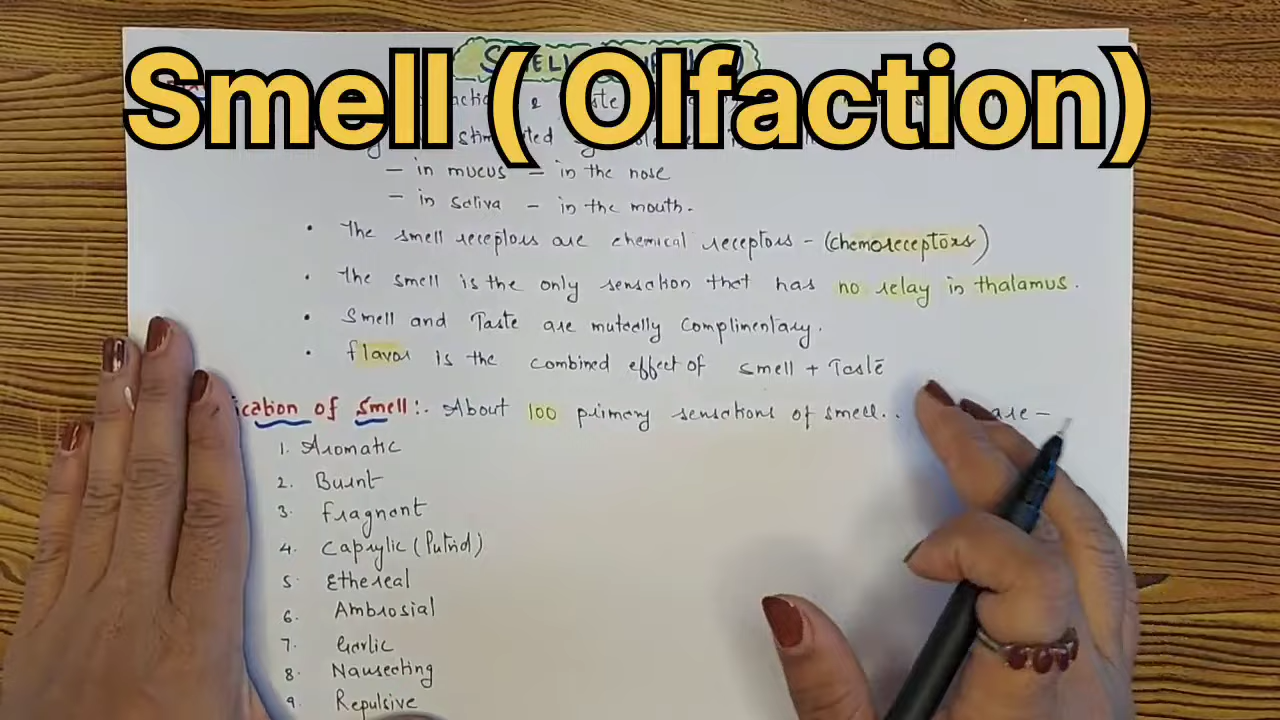 Smell ( Olfaction)
— in mucus — in the nose
— in saliva — in the mouth.
• The smell receptors are chemical receptors - (chemoreceptors)
• The smell is the only sensation that has no relay in thalamus.
• Smell and Taste are mutually complimentary.
• flavor is the combined effect of smell + Taste
ication of Smell:- About 100 primary sensations of smell.. are —
1. Aromatic
2. Burnt
3. fragnant
4. Caprylic (Putrid)
5. Ethereal
6. Ambrosial
7. Garlic
8. Nauseating
9. Repulsive